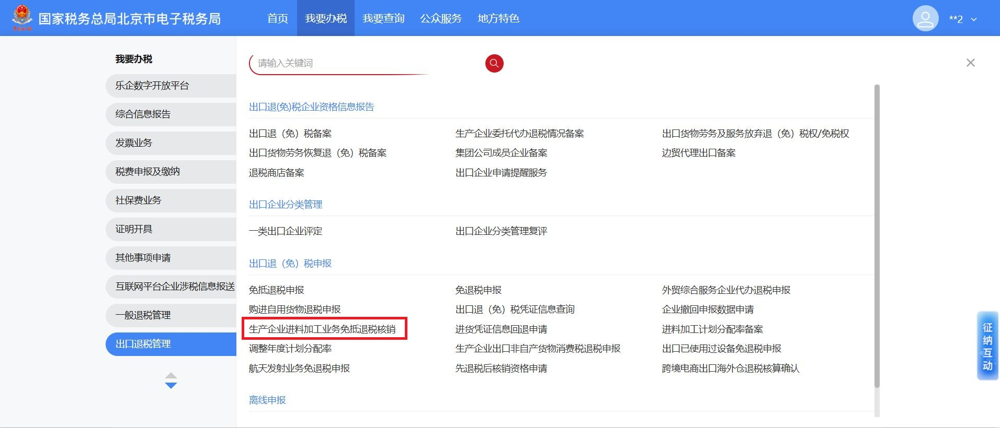 国家税务总局北京市电子税务局
首页 我要办税 我要查询 公众服务 地方特色
**2
我要办税
乐企数字开放平台
综合信息报告
发票业务
税费申报及缴纳
社保费业务
证明开具
其他事项申请
互联网平台企业涉税信息报送
一般退税管理
出口退税管理
请输入关键词
出口退(免)税企业资格信息报告
出口退（免）税备案 生产企业委托代办退税情况备案 出口货物劳务及服务放弃退（免）税权/免税权
出口货物劳务恢复退（免）税备案 集团公司成员企业备案 边贸代理出口备案
退税商店备案 出口企业申请提醒服务
出口企业分类管理
一类出口企业评定 出口企业分类管理复评
出口退（免）税申报
免抵退税申报 免退税申报 外贸综合服务企业代办退税申报
购进自用货物退税申报 出口退（免）税凭证信息查询 企业撤回申报数据申请
生产企业进料加工业务免抵退税核销 进货凭证信息回退申请 进料加工计划分配率备案
调整年度计划分配率 生产企业出口非自产货物消费税退税申报 出口已使用过设备免退税申报
航天发射业务免退税申报 先退税后核销资格申请 跨境电商出口海外仓退税核算确认
离线申报
征纳互动